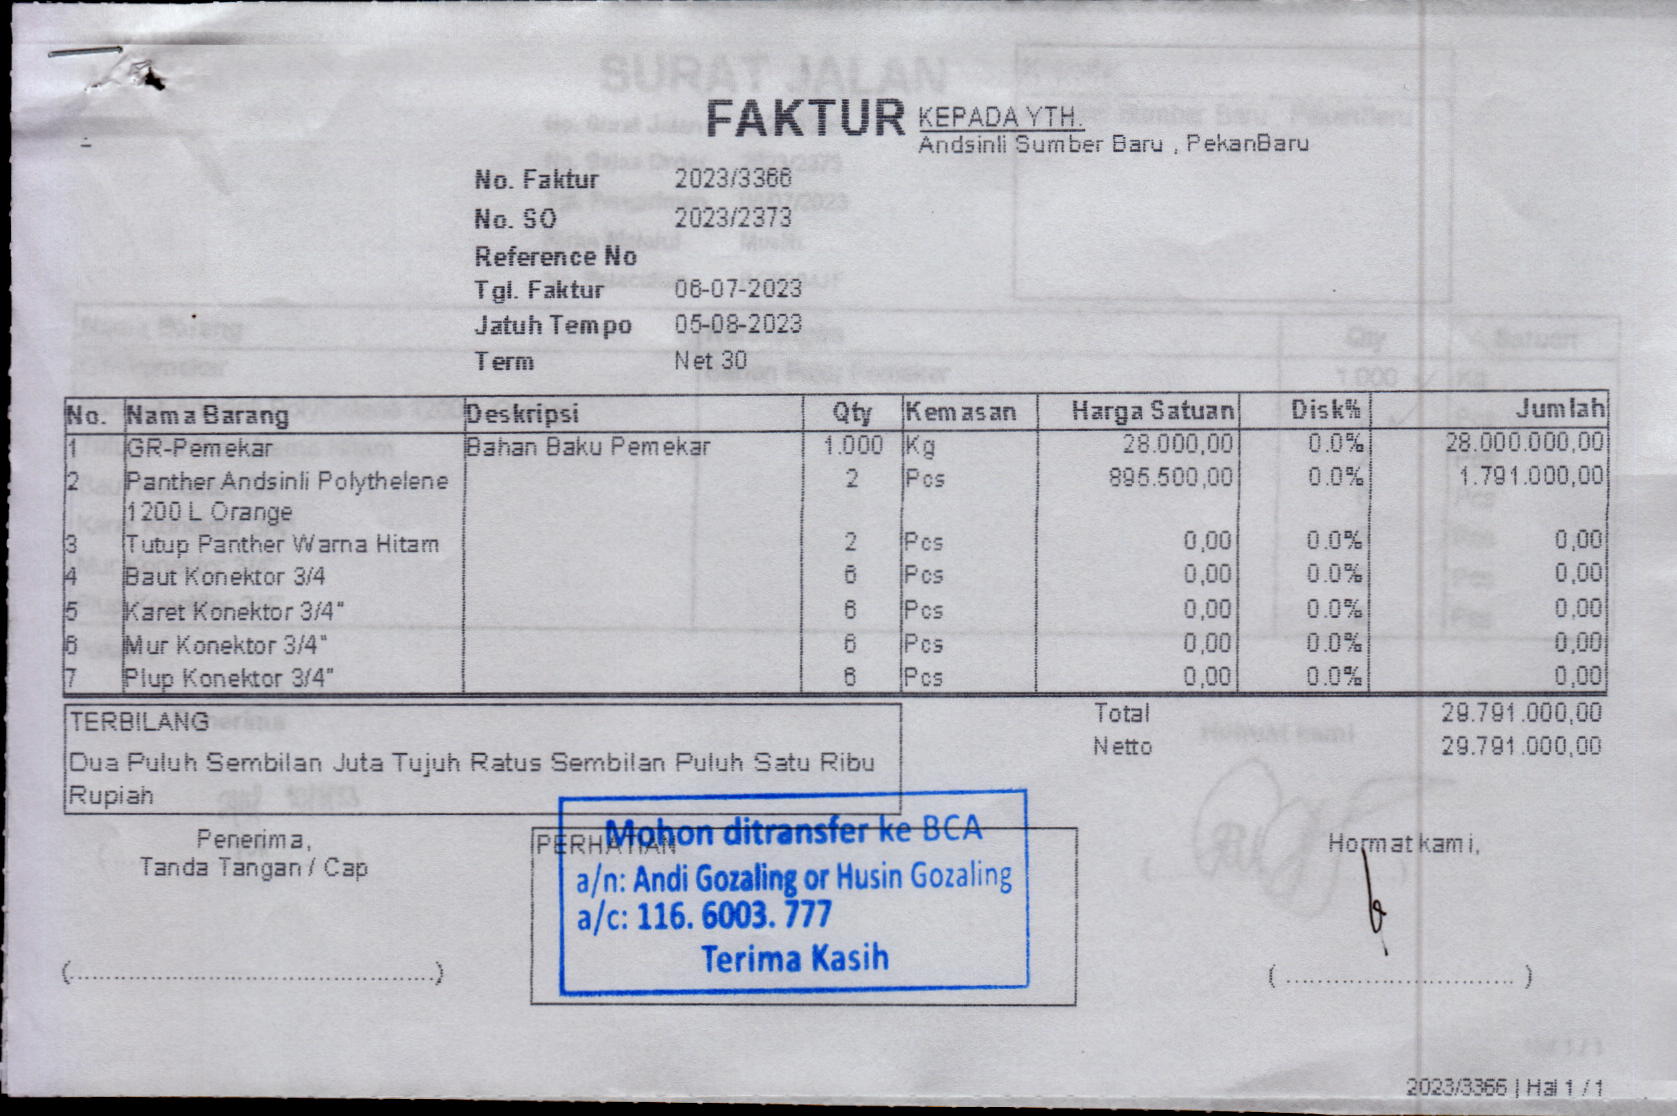 FAKTUR
KEPADA YTH.
Andsinli Sumber Baru , PekanBaru
No. Faktur 2023/3366
No. SO 2023/2373
Reference No
Tgl. Faktur 06-07-2023
Jatuh Tempo 05-08-2023
Term Net 30
No. Nama Barang Deskripsi Qty Kemasan Harga Satuan Disk% Jumlah
1 GR-Pemekar Bahan Baku Pemekar 1.000 Kg 28.000,00 0.0% 28.000.000,00
2 Panther Andsinli Polythelene 2 Pcs 895.500,00 0.0% 1.791.000,00
1200 L Orange
3 Tutup Panther Warna Hitam 2 Pcs 0,00 0.0% 0,00
4 Baut Konektor 3/4 6 Pcs 0,00 0.0% 0,00
5 Karet Konektor 3/4" 6 Pcs 0,00 0.0% 0,00
6 Mur Konektor 3/4" 6 Pcs 0,00 0.0% 0,00
7 Plup Konektor 3/4" 6 Pcs 0,00 0.0% 0,00
TERBILANG
Dua Puluh Sembilan Juta Tujuh Ratus Sembilan Puluh Satu Ribu
Rupiah
Total 29.791.000,00
Netto 29.791.000,00
Penerima,
Tanda Tangan / Cap
(.........................................)
PERHATIAN
Mohon ditransfer ke BCA
a/n: Andi Gozaling or Husin Gozaling
a/c: 116. 6003. 777
Terima Kasih
Hormat kami,
( ............................ )
2023/3366 | Hal 1 / 1